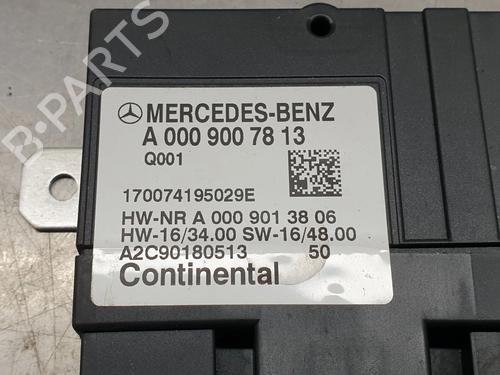 B-PARTS
MERCEDES-BENZ
A 000 900 78 13
Q001
170074195029E
HW-NR A 000 901 38 06
HW-16/34.00 SW-16/48.00
A2C90180513 50
Continental